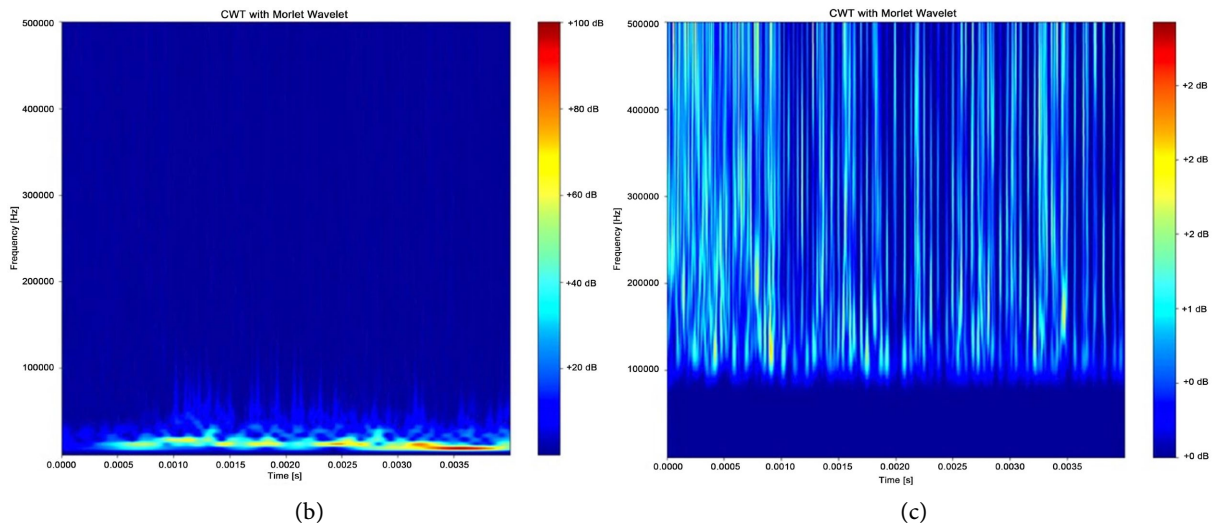 CWT with Morlet Wavelet
500000
400000
300000
200000
100000
Frequency [Hz]
0.0000 0.0005 0.0010 0.0015 0.0020 0.0025 0.0030 0.0035
Time [s]
+100 dB
+80 dB
+60 dB
+40 dB
+20 dB
(b)
CWT with Morlet Wavelet
500000
400000
300000
200000
100000
Frequency [Hz]
0.0000 0.0005 0.0010 0.0015 0.0020 0.0025 0.0030 0.0035
Time [s]
+2 dB
+2 dB
+2 dB
+1 dB
+0 dB
+0 dB
(c)